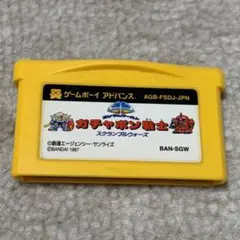 ゲームボーイ アドバンス
AGB-FSDJ-JPN
ガチャポン戦士
スクランブルウォーズ
©創通エージェンシー・サンライズ
©BANDAI 1987
BAN-SGW